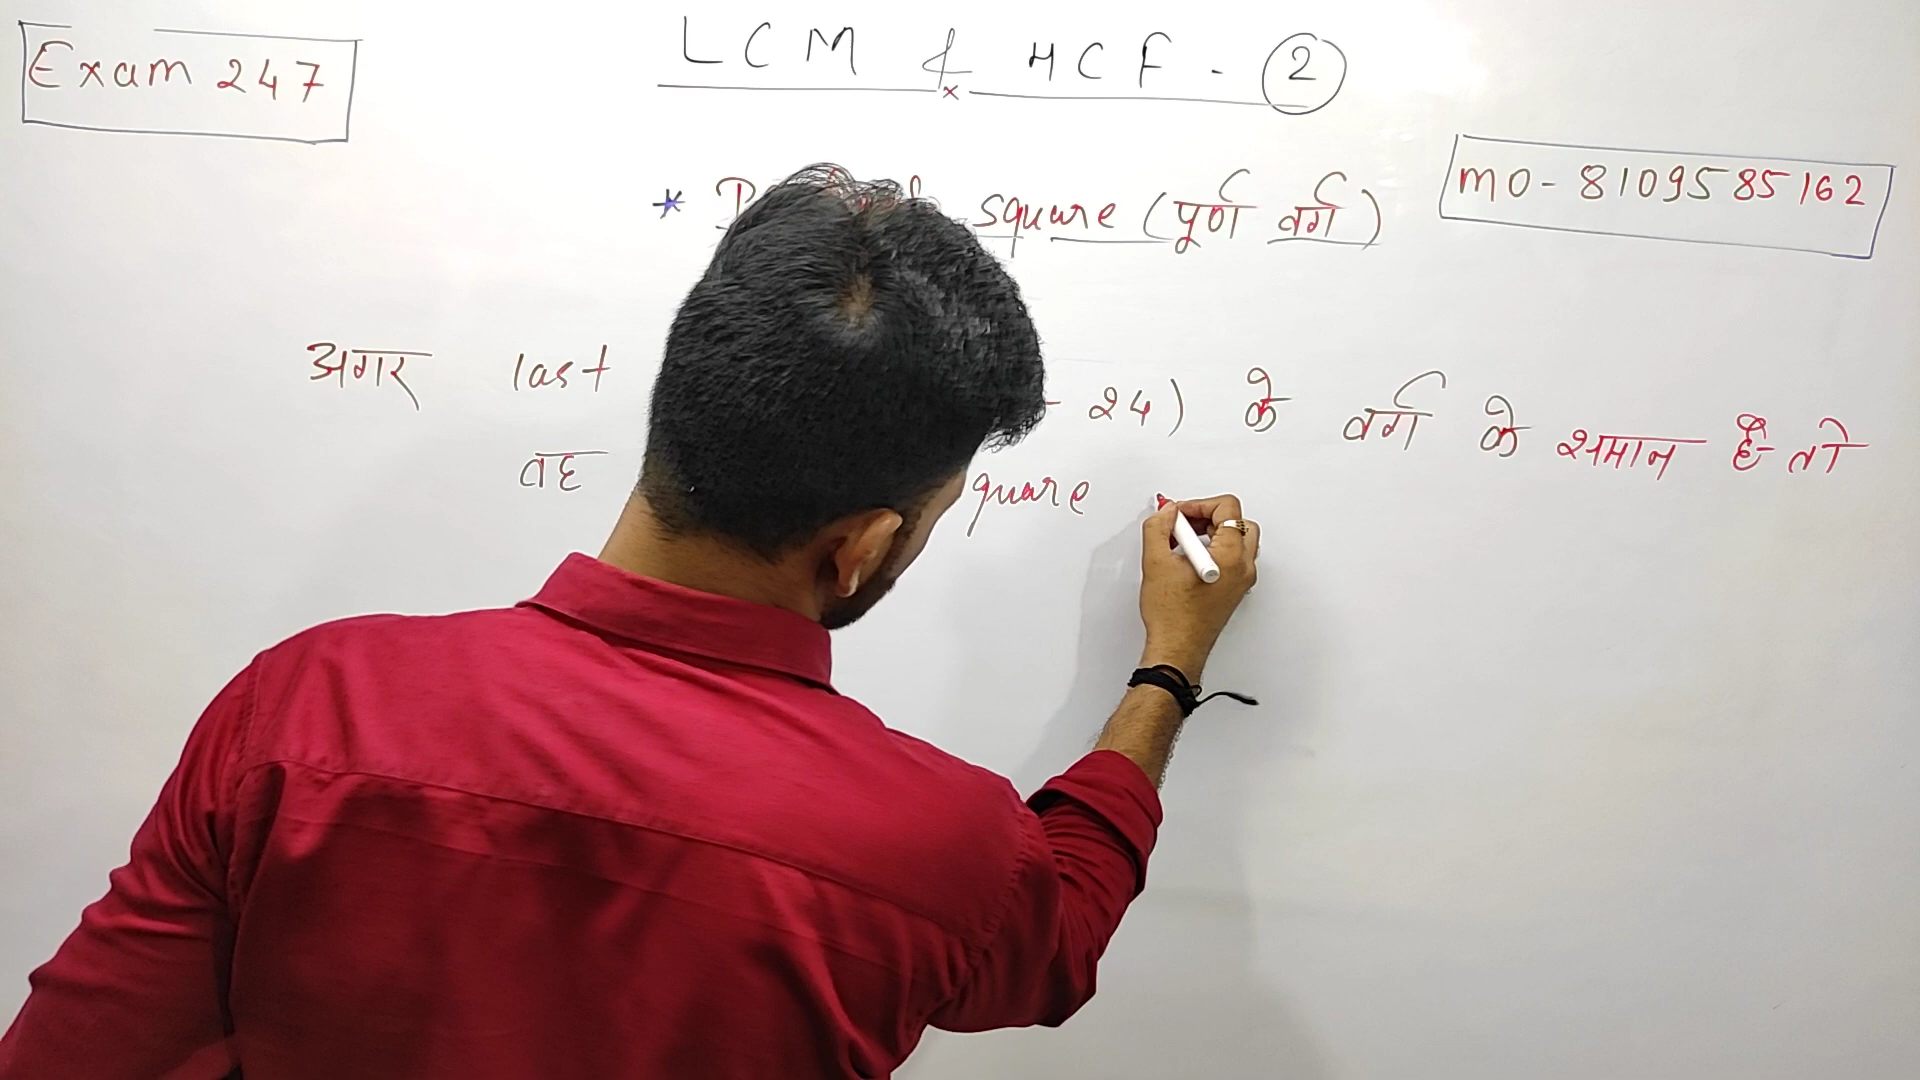 LCM & HCF - 2
Exam 247
MO - 8109585162
* square (पूर्ण वर्ग)
अगर last - 24) के वर्ग के समान है तो
वह quare